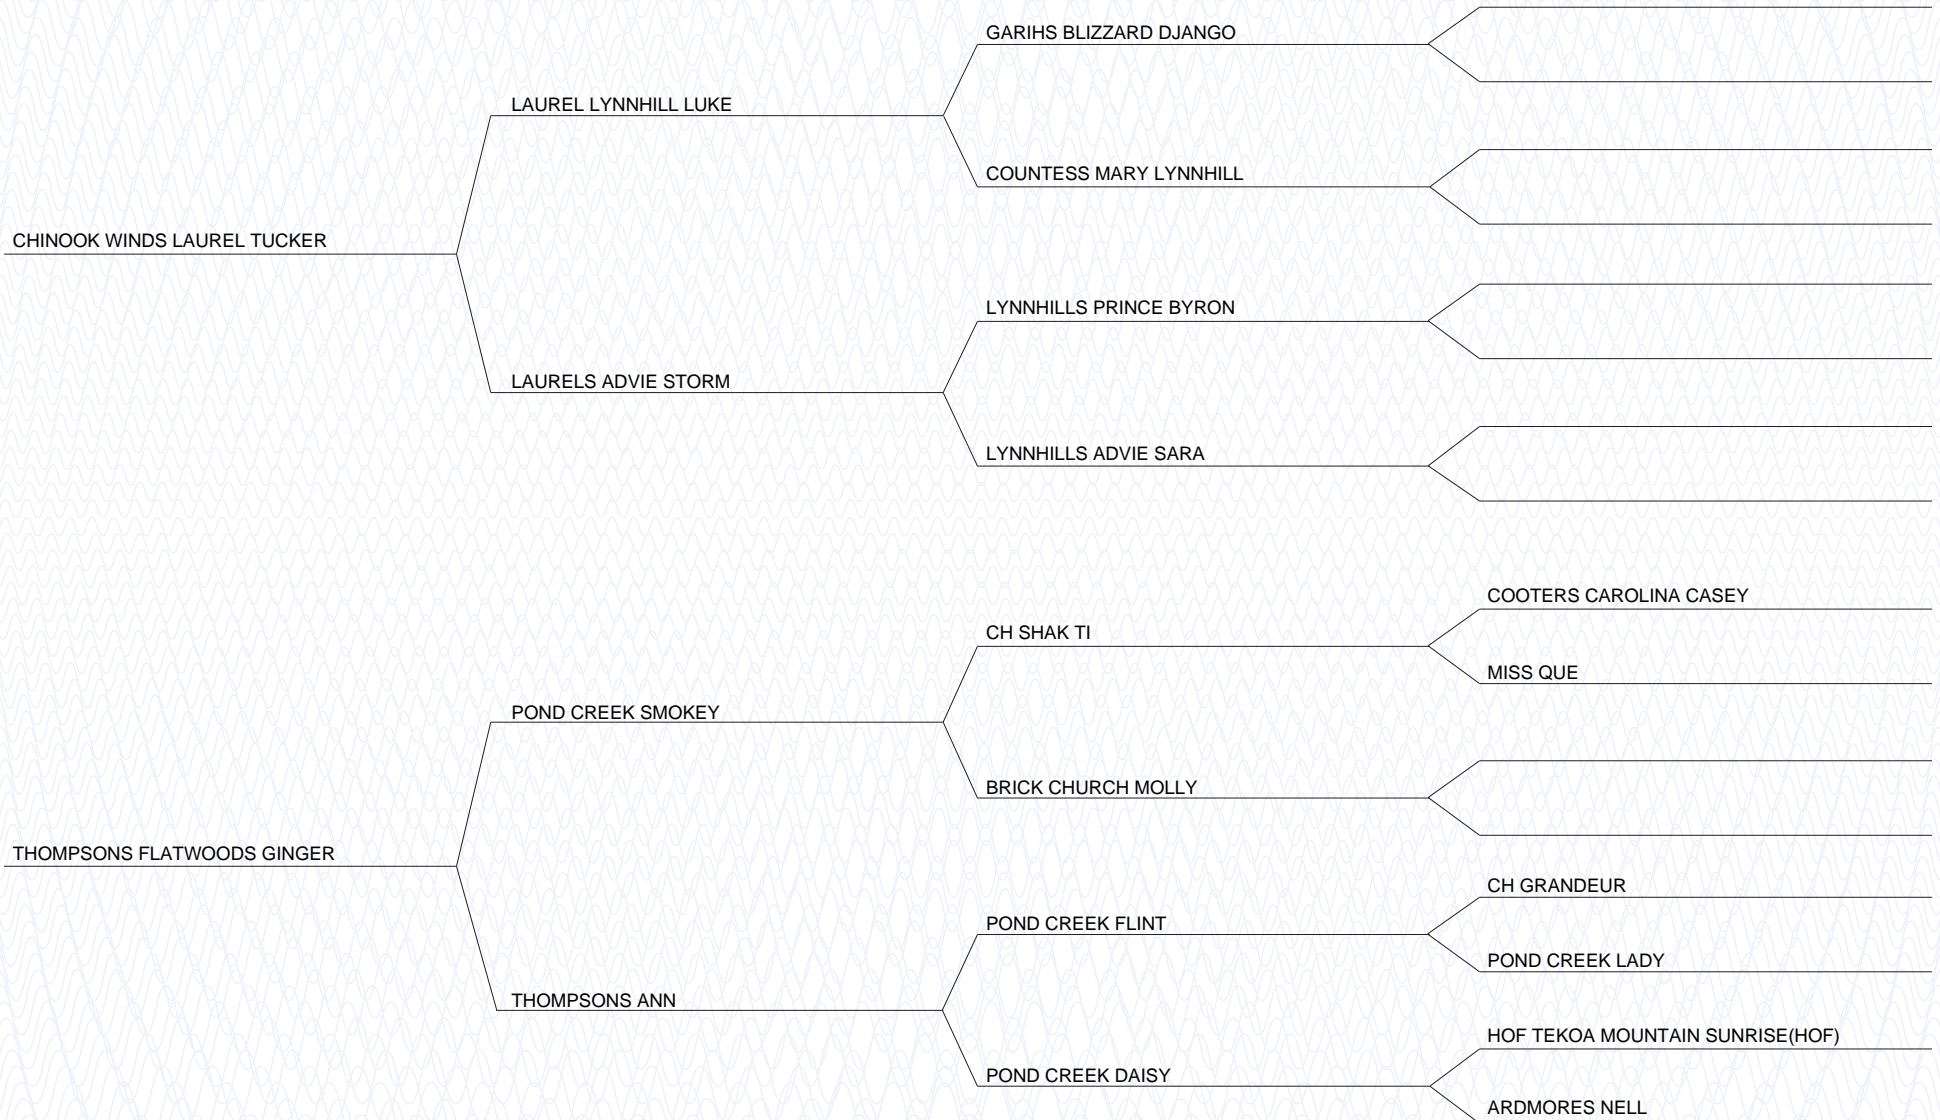 GARIHS BLIZZARD DJANGO
LAUREL LYNNHILL LUKE
COUNTESS MARY LYNNHILL
CHINOOK WINDS LAUREL TUCKER
LYNNHILLS PRINCE BYRON
LAURELS ADVIE STORM
LYNNHILLS ADVIE SARA
COOTERS CAROLINA CASEY
CH SHAK TI
MISS QUE
POND CREEK SMOKEY
BRICK CHURCH MOLLY
THOMPSONS FLATWOODS GINGER
CH GRANDEUR
POND CREEK FLINT
POND CREEK LADY
THOMPSONS ANN
HOF TEKOA MOUNTAIN SUNRISE(HOF)
POND CREEK DAISY
ARDMORES NELL